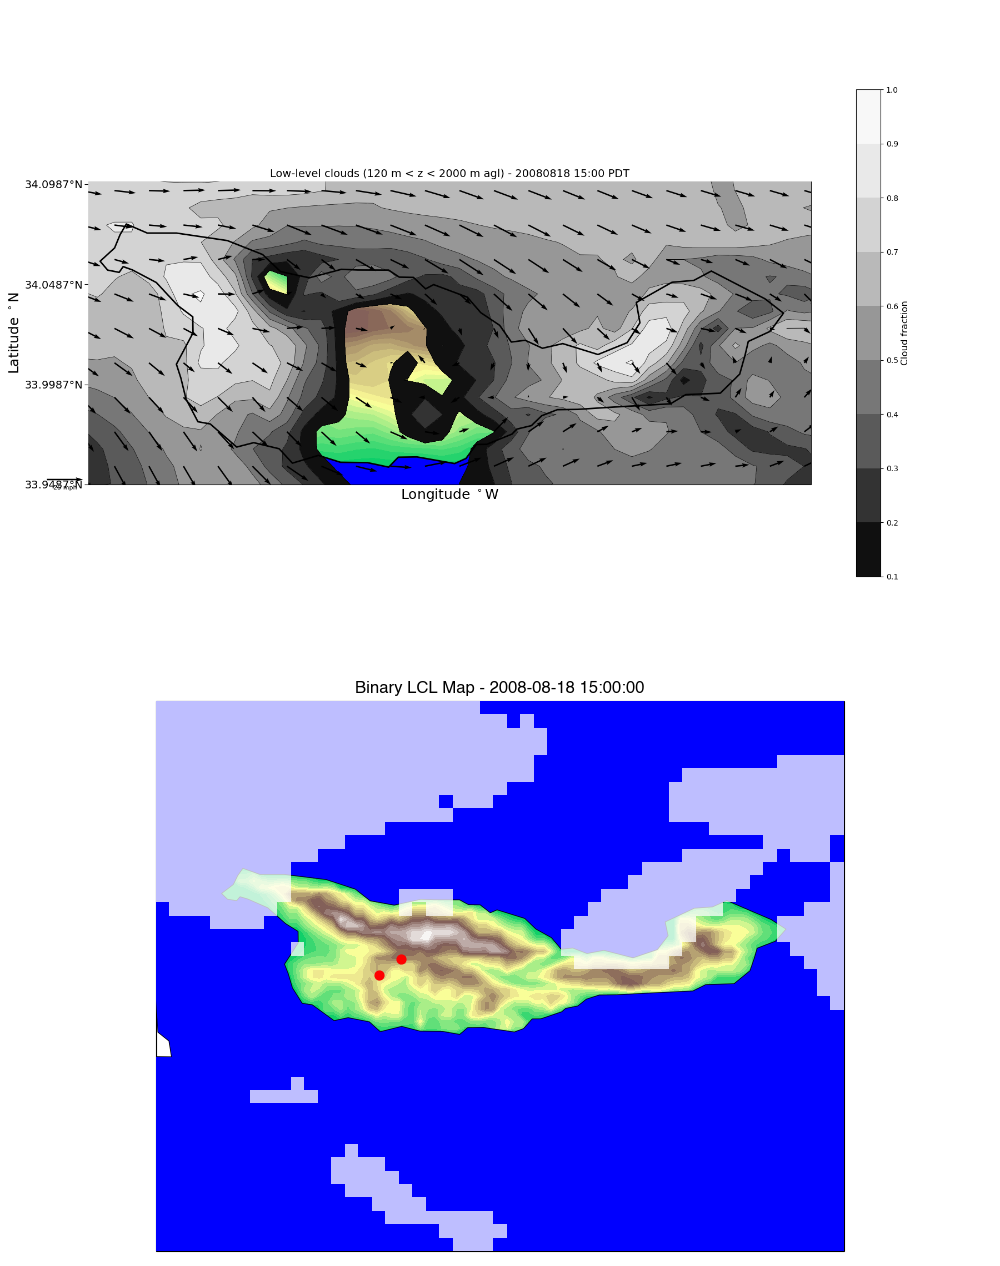 Low-level clouds (120 m < z < 2000 m agl) - 20080818 15:00 PDT
34.0987°N
34.0487°N
33.9987°N
33.9487°N
Latitude °N
Longitude °W
1.0
0.9
0.8
0.7
0.6
0.5
0.4
0.3
0.2
0.1
Cloud fraction
Binary LCL Map - 2008-08-18 15:00:00